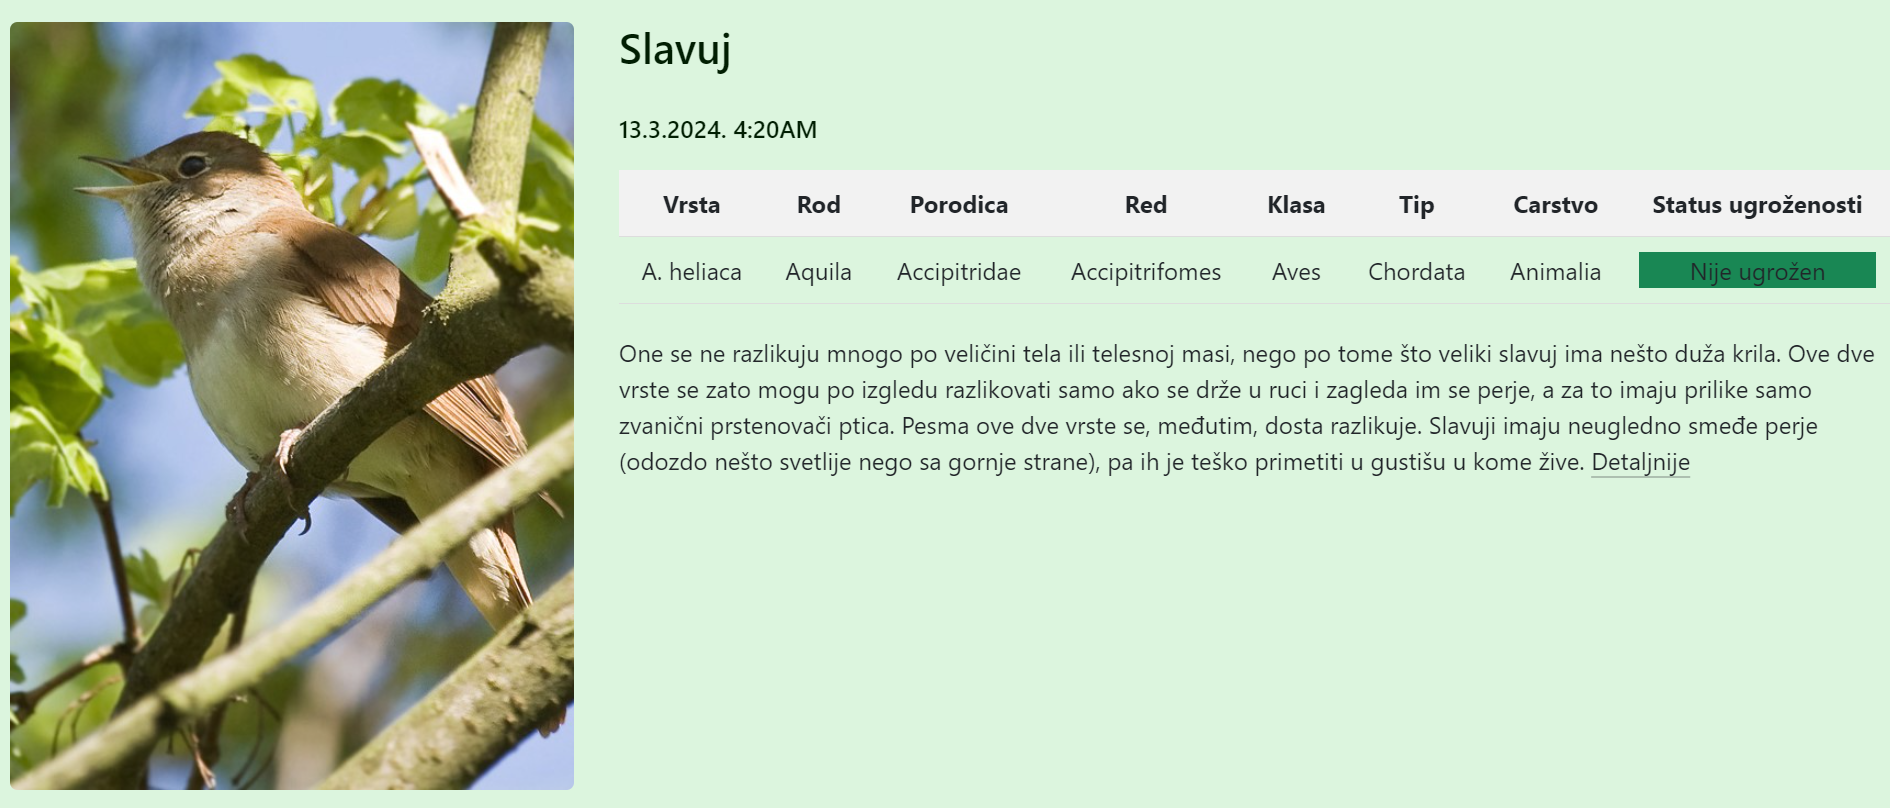 Slavuj
13.3.2024. 4:20AM
Vrsta Rod Porodica Red Klasa Tip Carstvo Status ugroženosti
A. heliaca Aquila Accipitridae Accipitrifomes Aves Chordata Animalia Nije ugrožen
One se ne razlikuju mnogo po veličini tela ili telesnoj masi, nego po tome što veliki slavuj ima nešto duža krila. Ove dve
vrste se zato mogu po izgledu razlikovati samo ako se drže u ruci i zagleda im se perje, a za to imaju prilike samo
zvanični prstenovači ptica. Pesma ove dve vrste se, međutim, dosta razlikuje. Slavuji imaju neugledno smeđe perje
(odozdo nešto svetlije nego sa gornje strane), pa ih je teško primetiti u gustišu u kome žive. Detaljnije